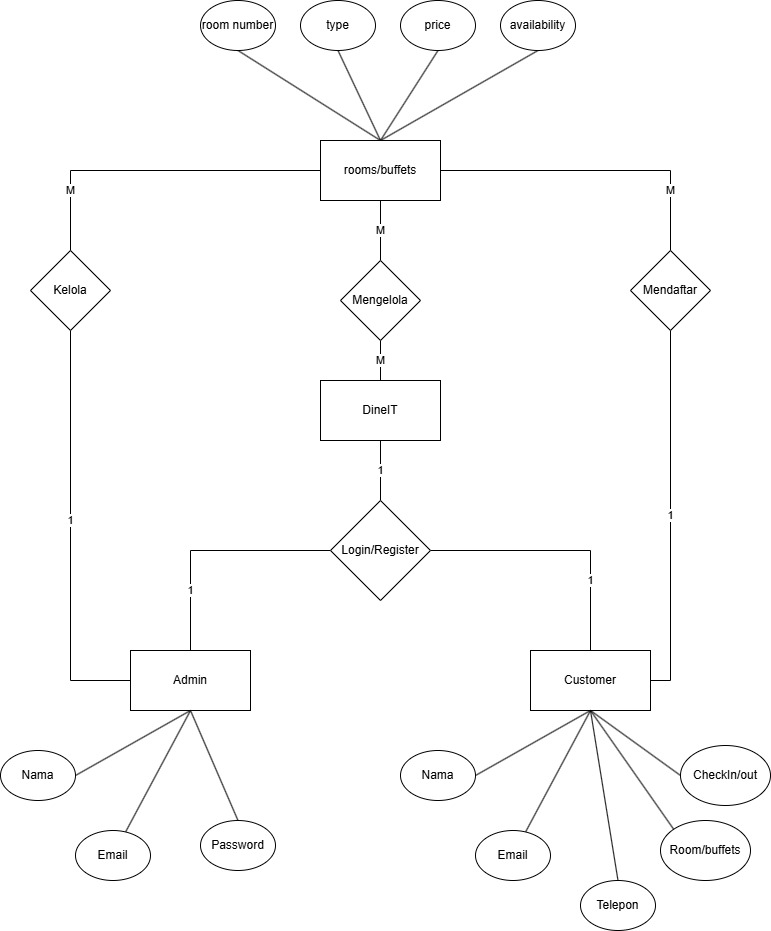 room number
type
price
availability
rooms/buffets
M
M
M
Kelola
Mengelola
Mendaftar
M
DineIT
1
1
1
Login/Register
1
1
Admin
Customer
Nama
Nama
CheckIn/out
Email
Password
Email
Room/buffets
Telepon